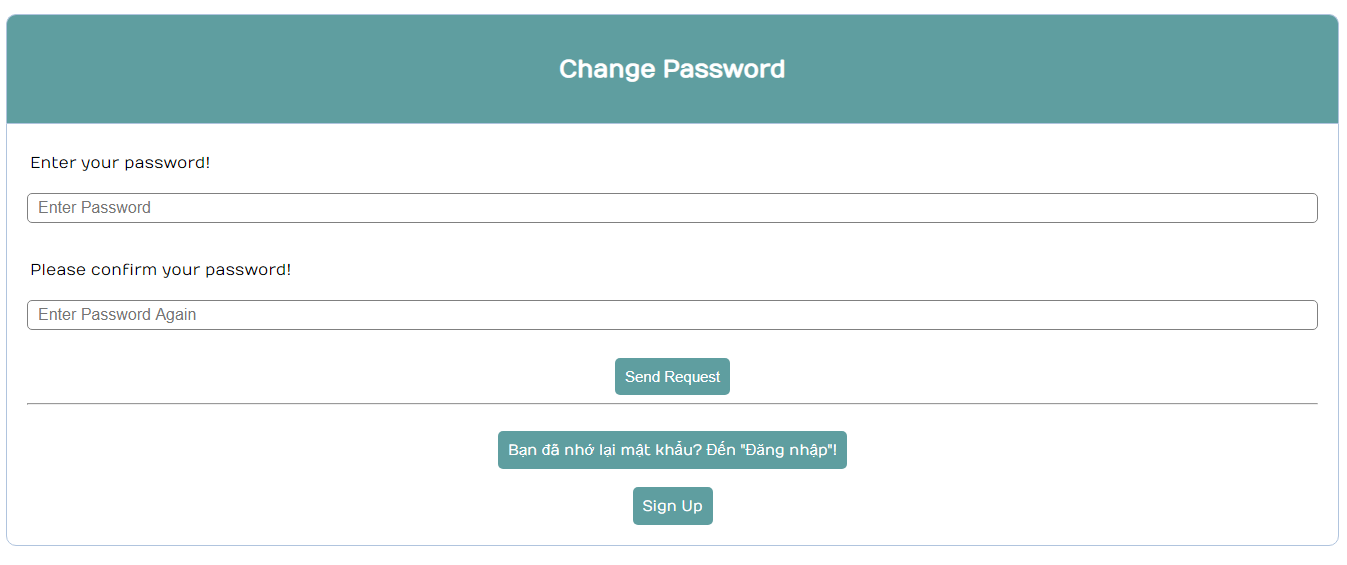 Change Password
Enter your password!
Enter Password
Please confirm your password!
Enter Password Again
Send Request
Bạn đã nhớ lại mật khẩu? Đến "Đăng nhập"!
Sign Up